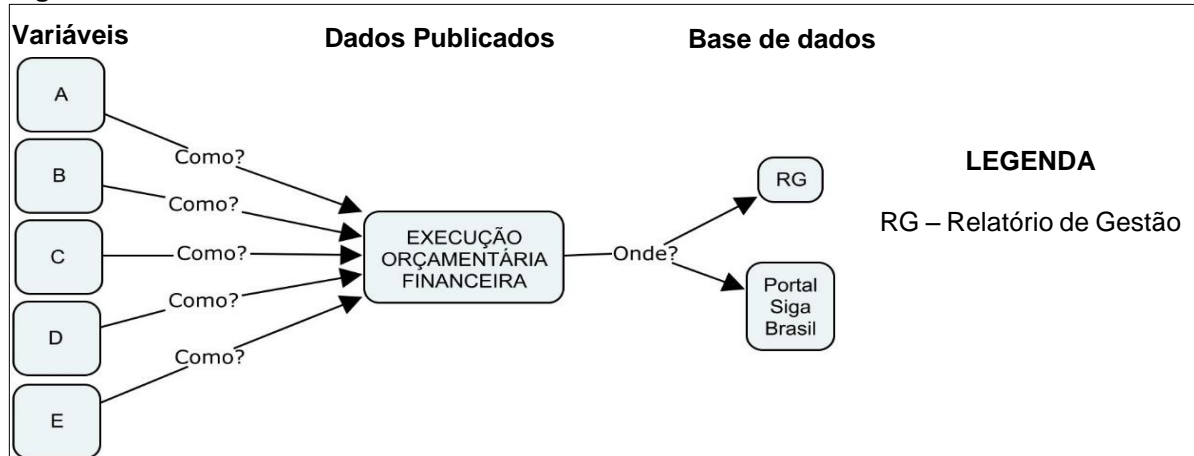 Variáveis
Dados Publicados
Base de dados
A
Como?
B
Como?
C
Como?
D
Como?
E
Como?
EXECUÇÃO
ORÇAMENTÁRIA
FINANCEIRA
Onde?
RG
Portal
Siga
Brasil
LEGENDA
RG – Relatório de Gestão